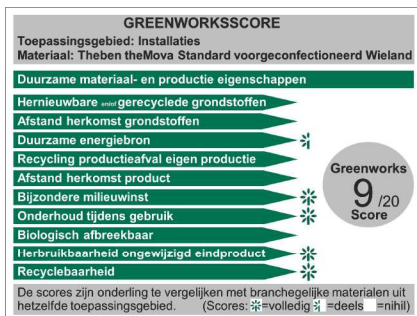 GREENWORKSSCORE
Toepassingsgebied: Installaties
Materiaal: Theben theMova Standard voorgeconfectioneerd Wieland
Duurzame materiaal- en productie eigenschappen
Hernieuwbare en/of gerecyclede grondstoffen
Afstand herkomst grondstoffen
Duurzame energiebron
Recycling productieafval eigen productie
Afstand herkomst product
Bijzondere milieuwinst
Onderhoud tijdens gebruik
Biologisch afbreekbaar
Herbruikbaarheid ongewijzigd eindproduct
Recyclebaarheid
Greenworks
9 /20
Score
De scores zijn onderling te vergelijken met branchegelijke materialen uit
hetzelfde toepassingsgebied. (Scores: =volledig =deels =nihil)